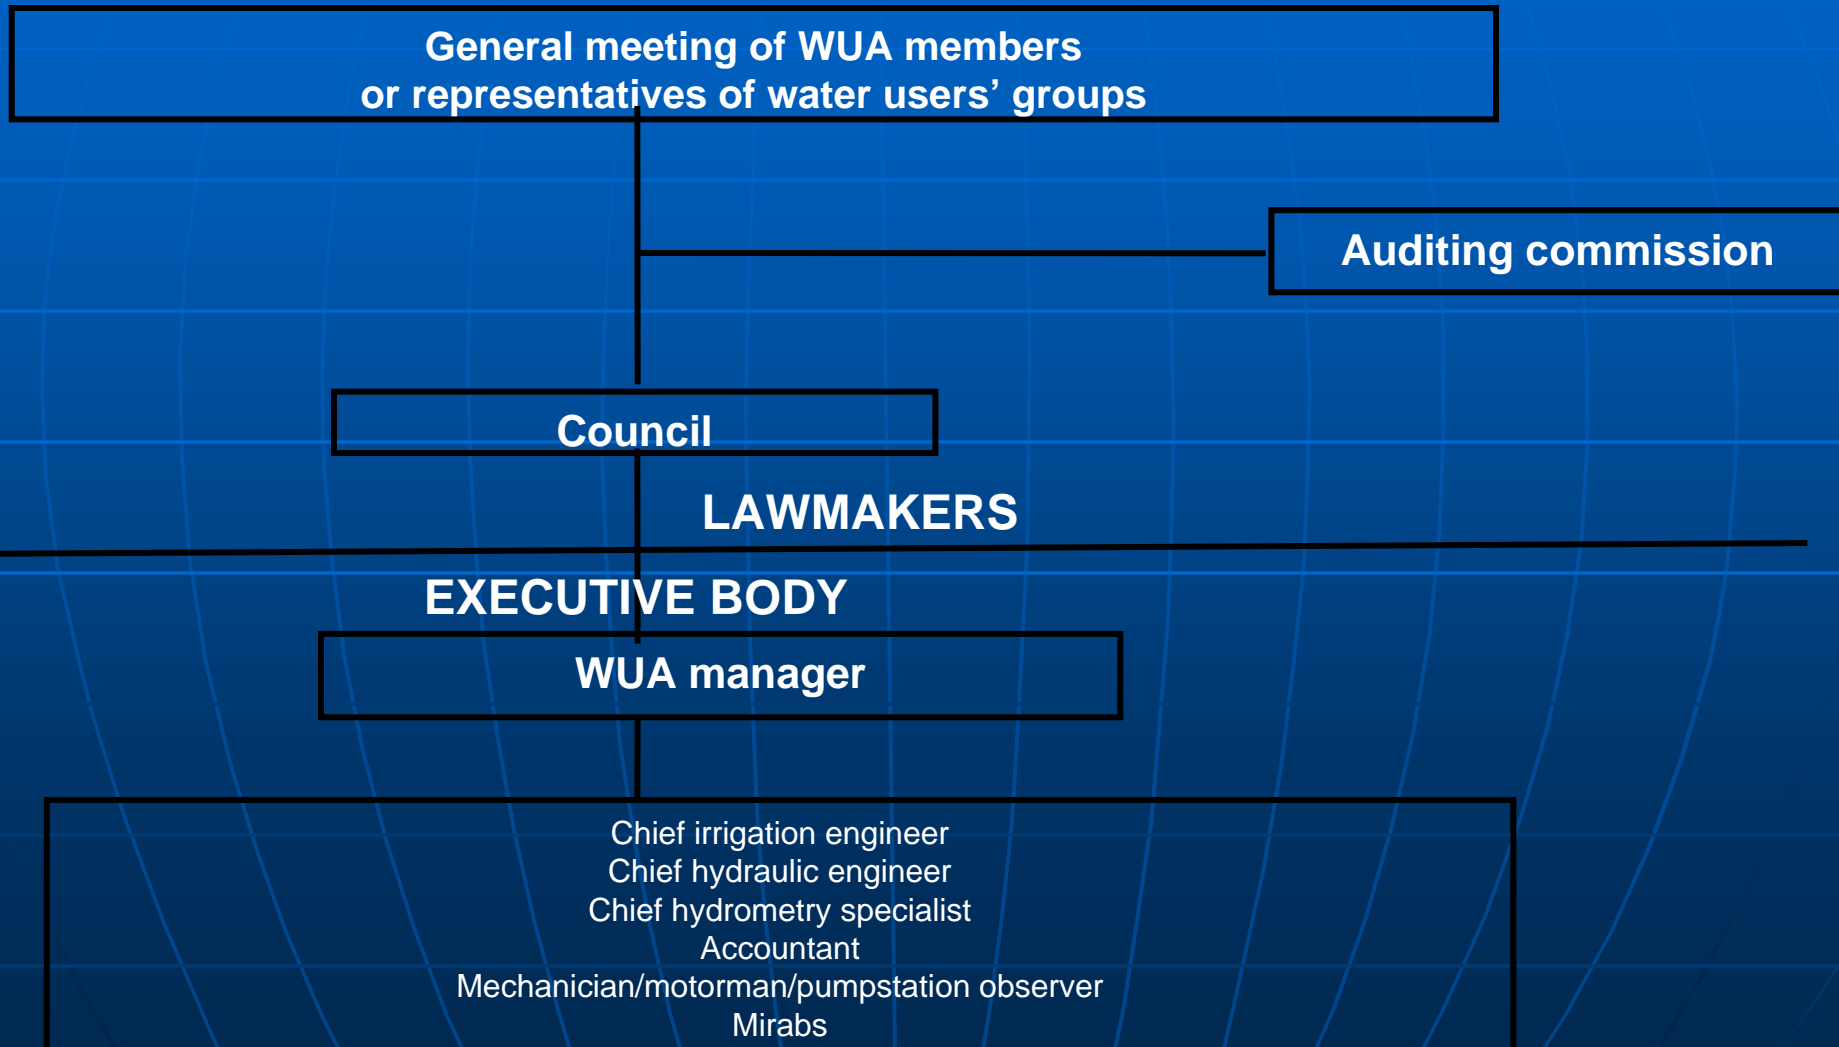 General meeting of WUA members
or representatives of water users’ groups
Auditing commission
Council
LAWMAKERS
EXECUTIVE BODY
WUA manager
Chief irrigation engineer
Chief hydraulic engineer
Chief hydrometry specialist
Accountant
Mechanician/motorman/pumpstation observer
Mirabs